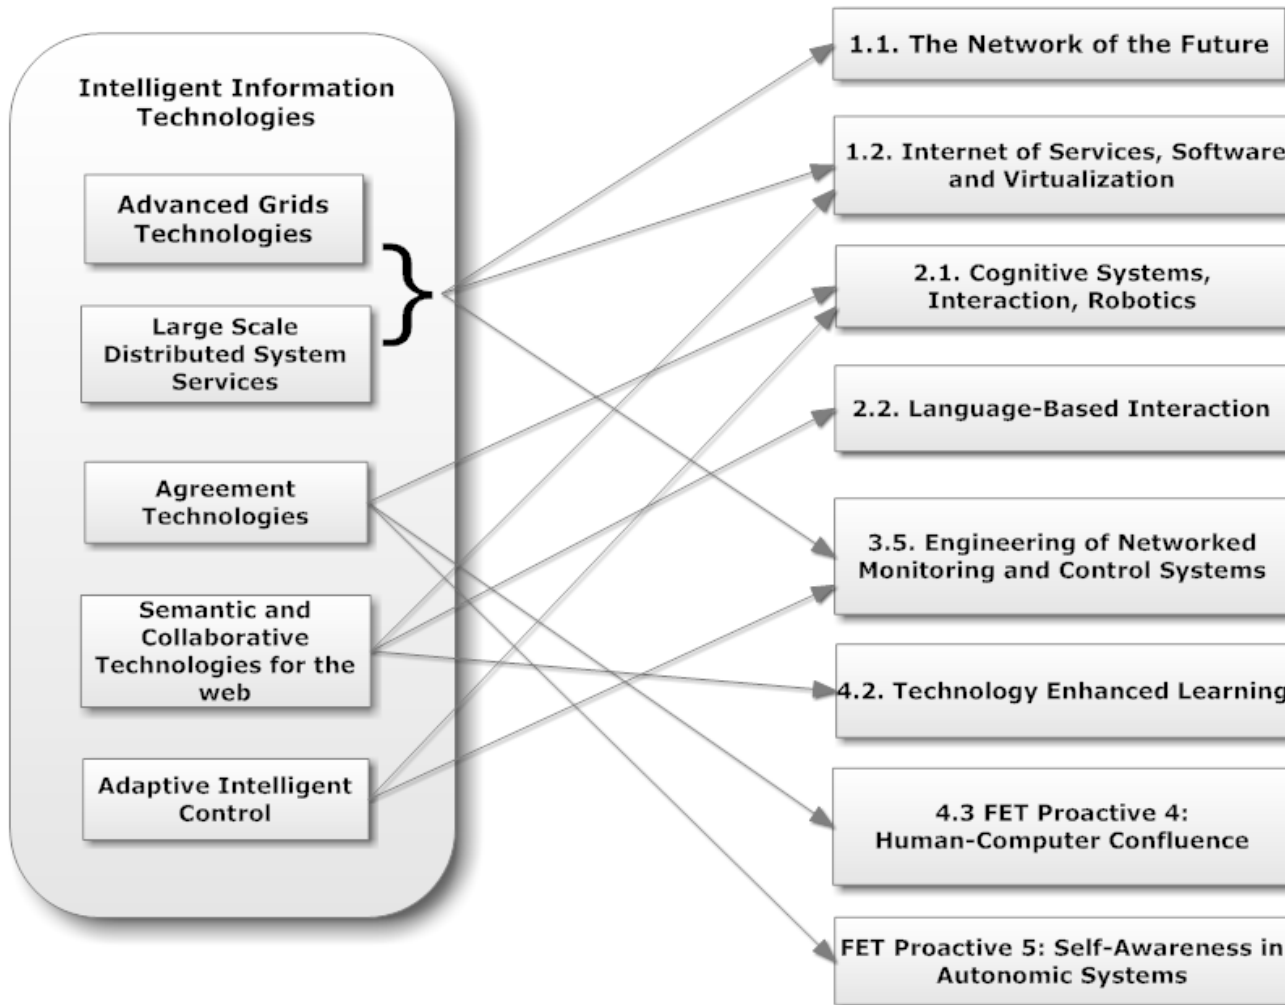 Intelligent Information
Technologies
Advanced Grids
Technologies
}
Large Scale
Distributed System
Services
Agreement
Technologies
Semantic and
Collaborative
Technologies for the
web
Adaptive Intelligent
Control
1.1. The Network of the Future
1.2. Internet of Services, Software
and Virtualization
2.1. Cognitive Systems,
Interaction, Robotics
2.2. Language-Based Interaction
3.5. Engineering of Networked
Monitoring and Control Systems
4.2. Technology Enhanced Learning
4.3 FET Proactive 4:
Human-Computer Confluence
FET Proactive 5: Self-Awareness in
Autonomic Systems